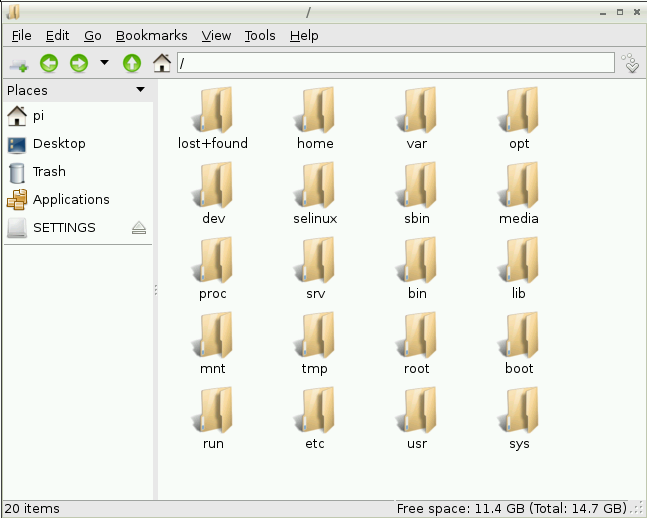 /
File Edit Go Bookmarks View Tools Help
/
Places
pi
Desktop
Trash
Applications
SETTINGS
lost+found home var opt
dev selinux sbin media
proc srv bin lib
mnt tmp root boot
run etc usr sys
20 items Free space: 11.4 GB (Total: 14.7 GB)